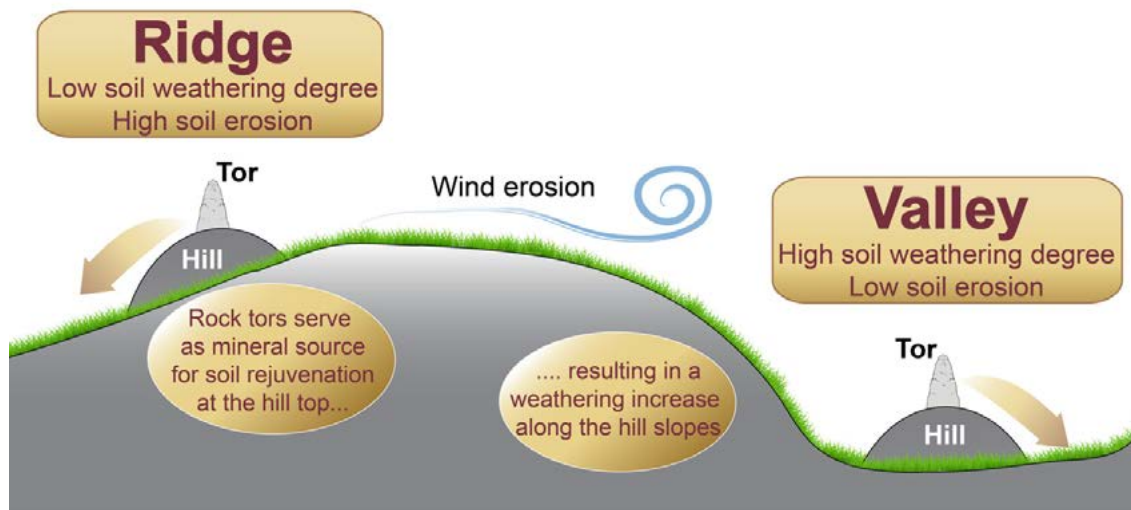 Ridge
Low soil weathering degree
High soil erosion
Tor
Hill
Wind erosion
Valley
High soil weathering degree
Low soil erosion
Rock tors serve
as mineral source
for soil rejuvenation
at the hill top...
.... resulting in a
weathering increase
along the hill slopes
Tor
Hill